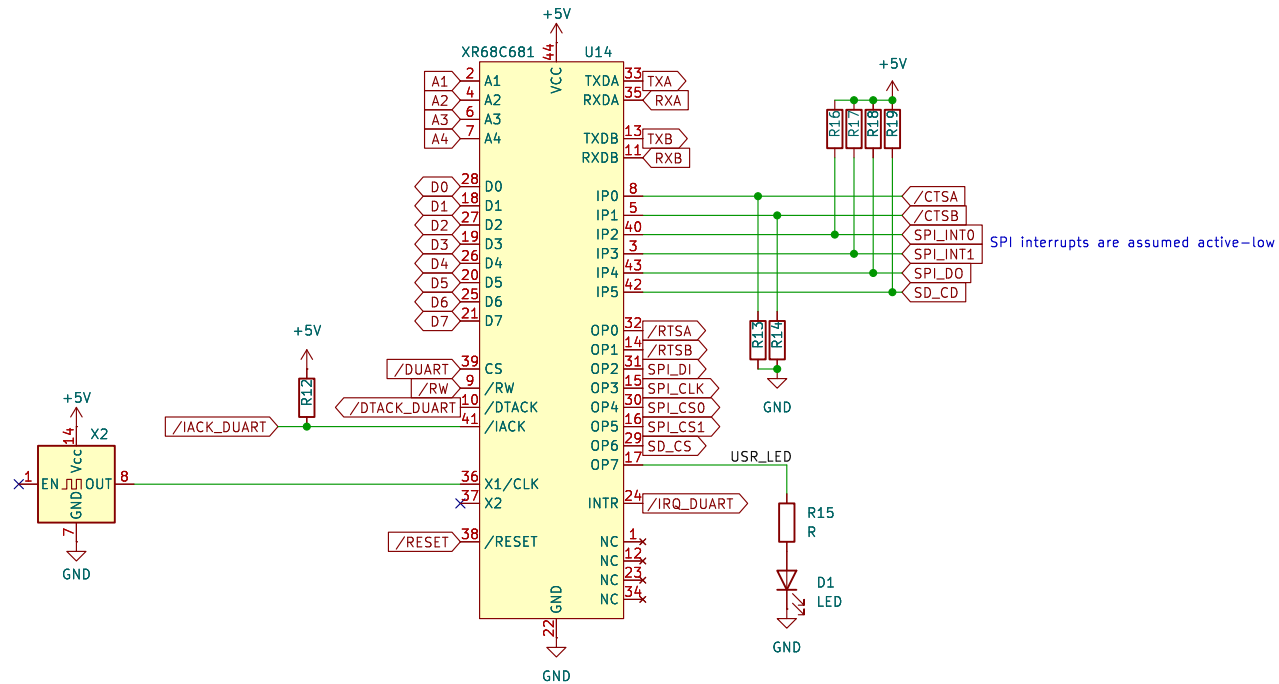 +5V
XR68C681 U14
44
VCC
A1 2 A1
A2 4 A2
A3 6 A3
A4 7 A4
D0 28 D0
D1 18 D1
D2 27 D2
D3 19 D3
D4 26 D4
D5 20 D5
D6 25 D6
D7 21 D7
/DUART 39 CS
/RW 9 /RW
/DTACK_DUART 10 /DTACK
/IACK_DUART 41 /IACK
36 X1/CLK
37 X2
/RESET 38 /RESET
TXDA 33 TXA
RXDA 35 RXA
TXDB 13 TXB
RXDB 11 RXB
IP0 8 /CTSA
IP1 5 /CTSB
IP2 40 SPI_INT0
IP3 3 SPI_INT1
IP4 43 SPI_DO
IP5 42 SD_CD
OP0 32 /RTSA
OP1 14 /RTSB
OP2 31 SPI_DI
OP3 15 SPI_CLK
OP4 30 SPI_CS0
OP5 16 SPI_CS1
OP6 29 SD_CS
OP7 17 USR_LED
INTR 24 /IRQ_DUART
NC 1
NC 12
NC 23
NC 34
GND
22
GND
+5V
R16 R17 R18 R19
SPI interrupts are assumed active-low
R13 R14
GND
R15
R
D1
LED
GND
+5V
R12
+5V
14 X2
Vcc
1 EN OUT 8
GND
7
GND